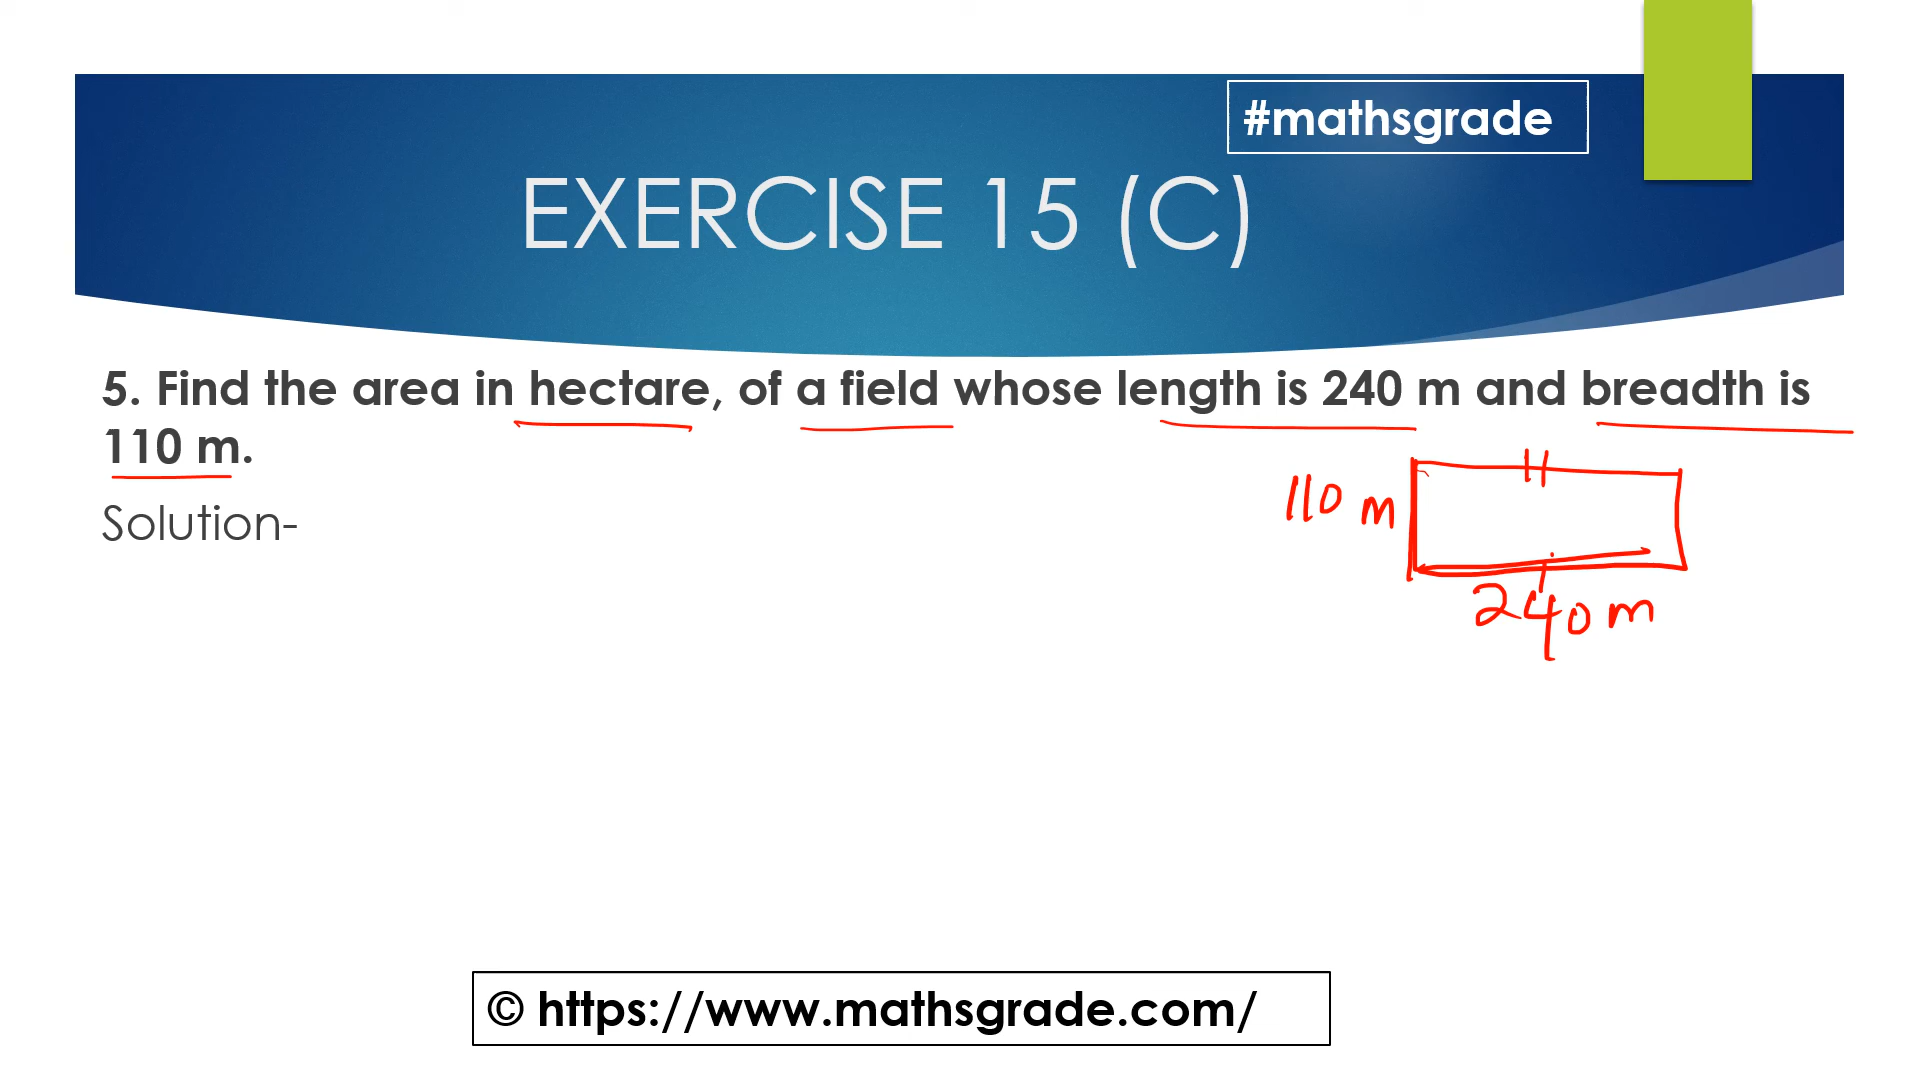 #mathsgrade
EXERCISE 15 (C)
5. Find the area in hectare, of a field whose length is 240 m and breadth is
110 m.
110 m
Solution-
240 m
© https://www.mathsgrade.com/